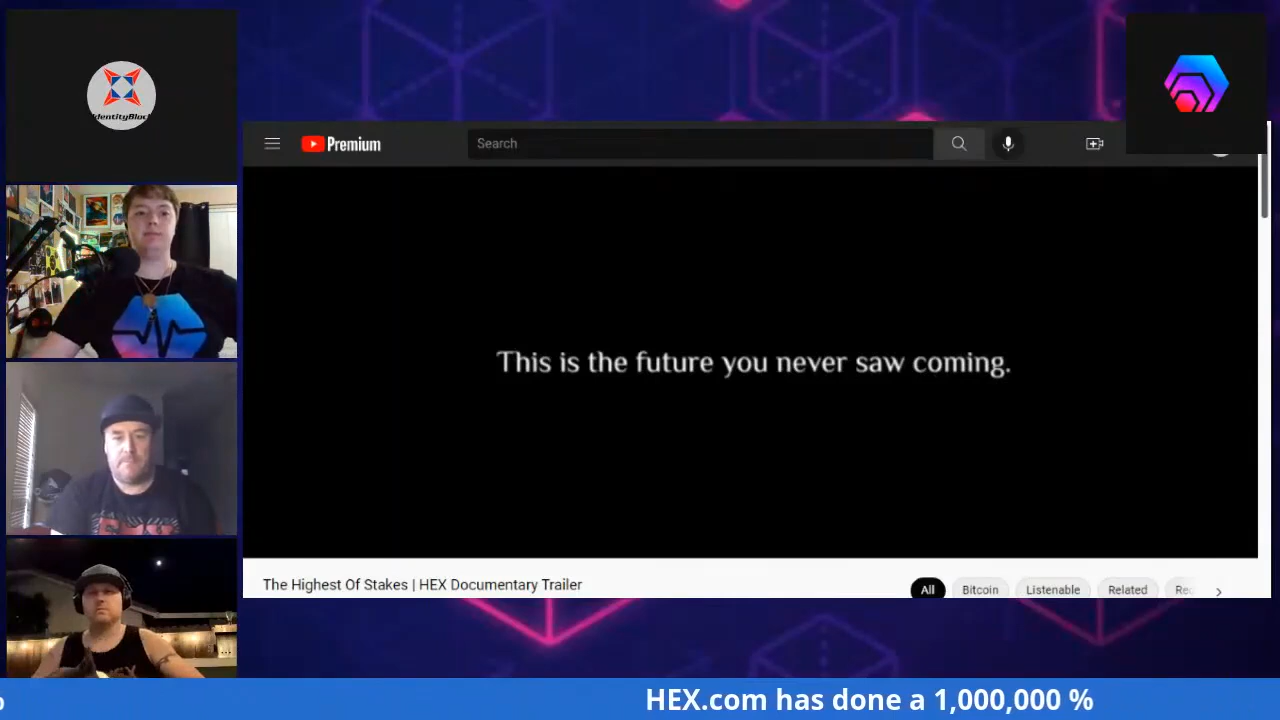 Premium
Search
This is the future you never saw coming.
The Highest Of Stakes | HEX Documentary Trailer
All
Bitcoin
Listenable
Related
HEX.com has done a 1,000,000 %